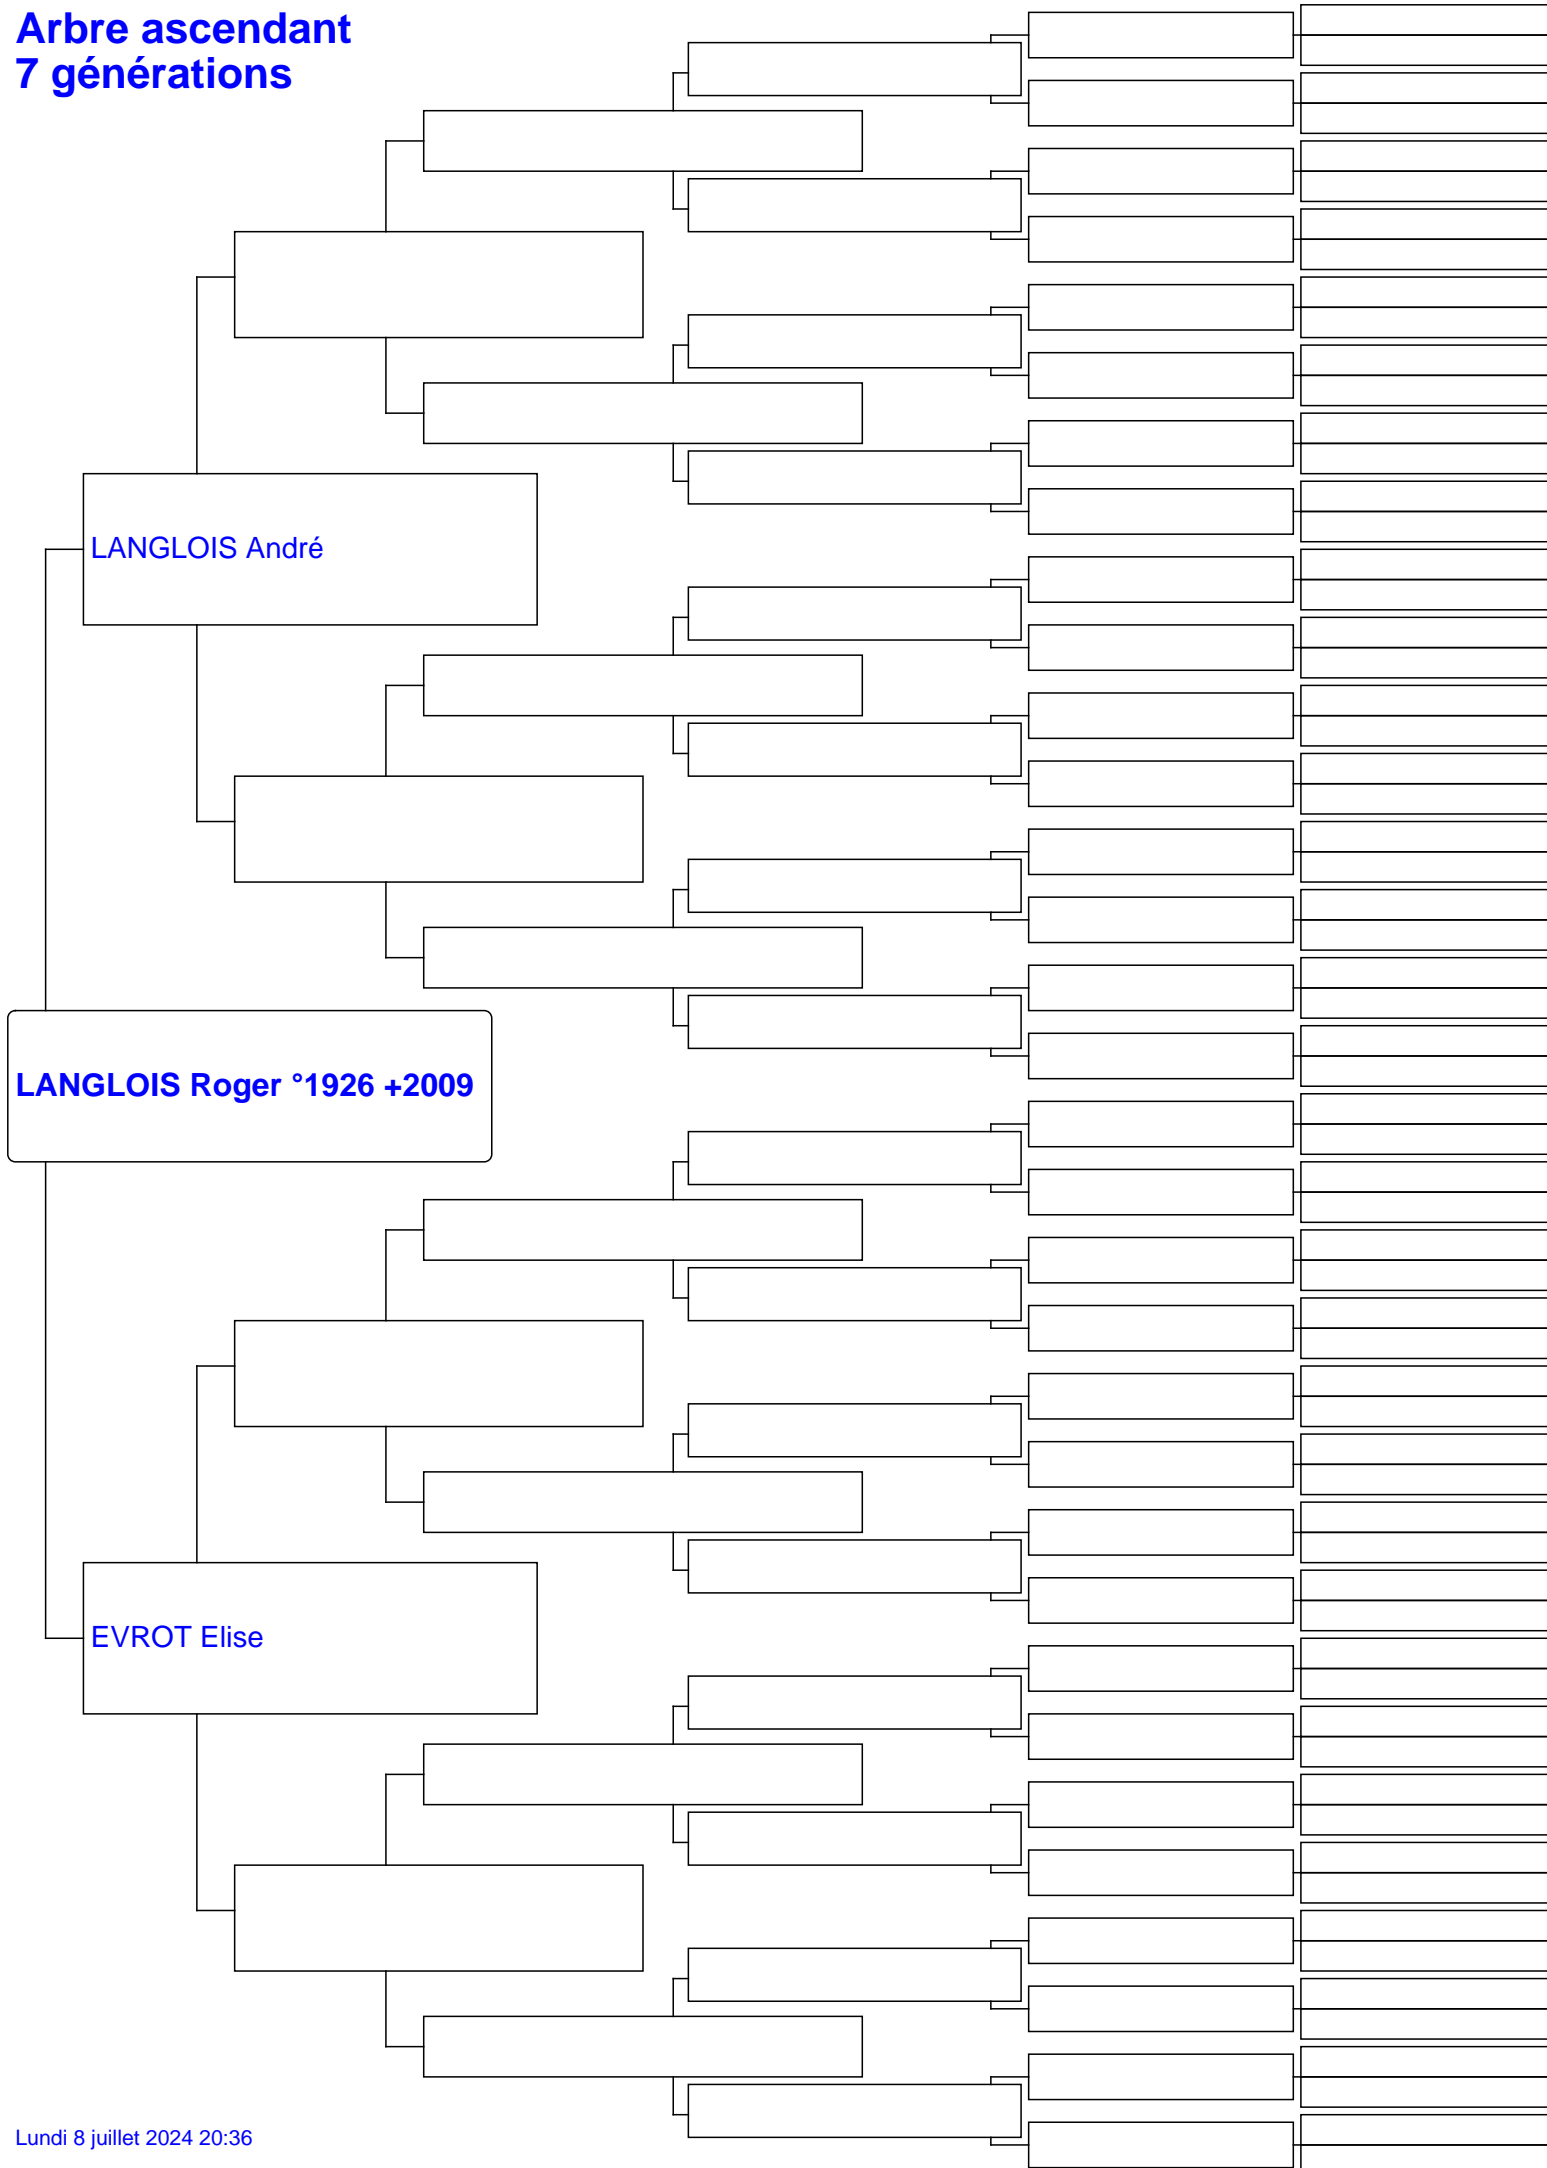 Arbre ascendant
7 générations
LANGLOIS André
LANGLOIS Roger °1926 +2009
EVROT Elise
Lundi 8 juillet 2024 20:36